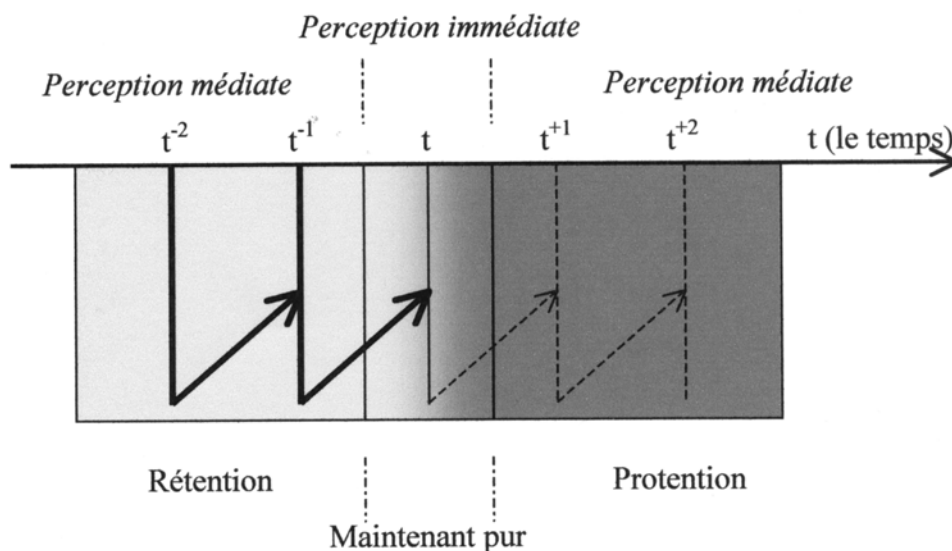 Perception immédiate
Perception médiate Perception médiate
t-2 t-1 t t+1 t+2 t (le temps)
Rétention Protention
Maintenant pur